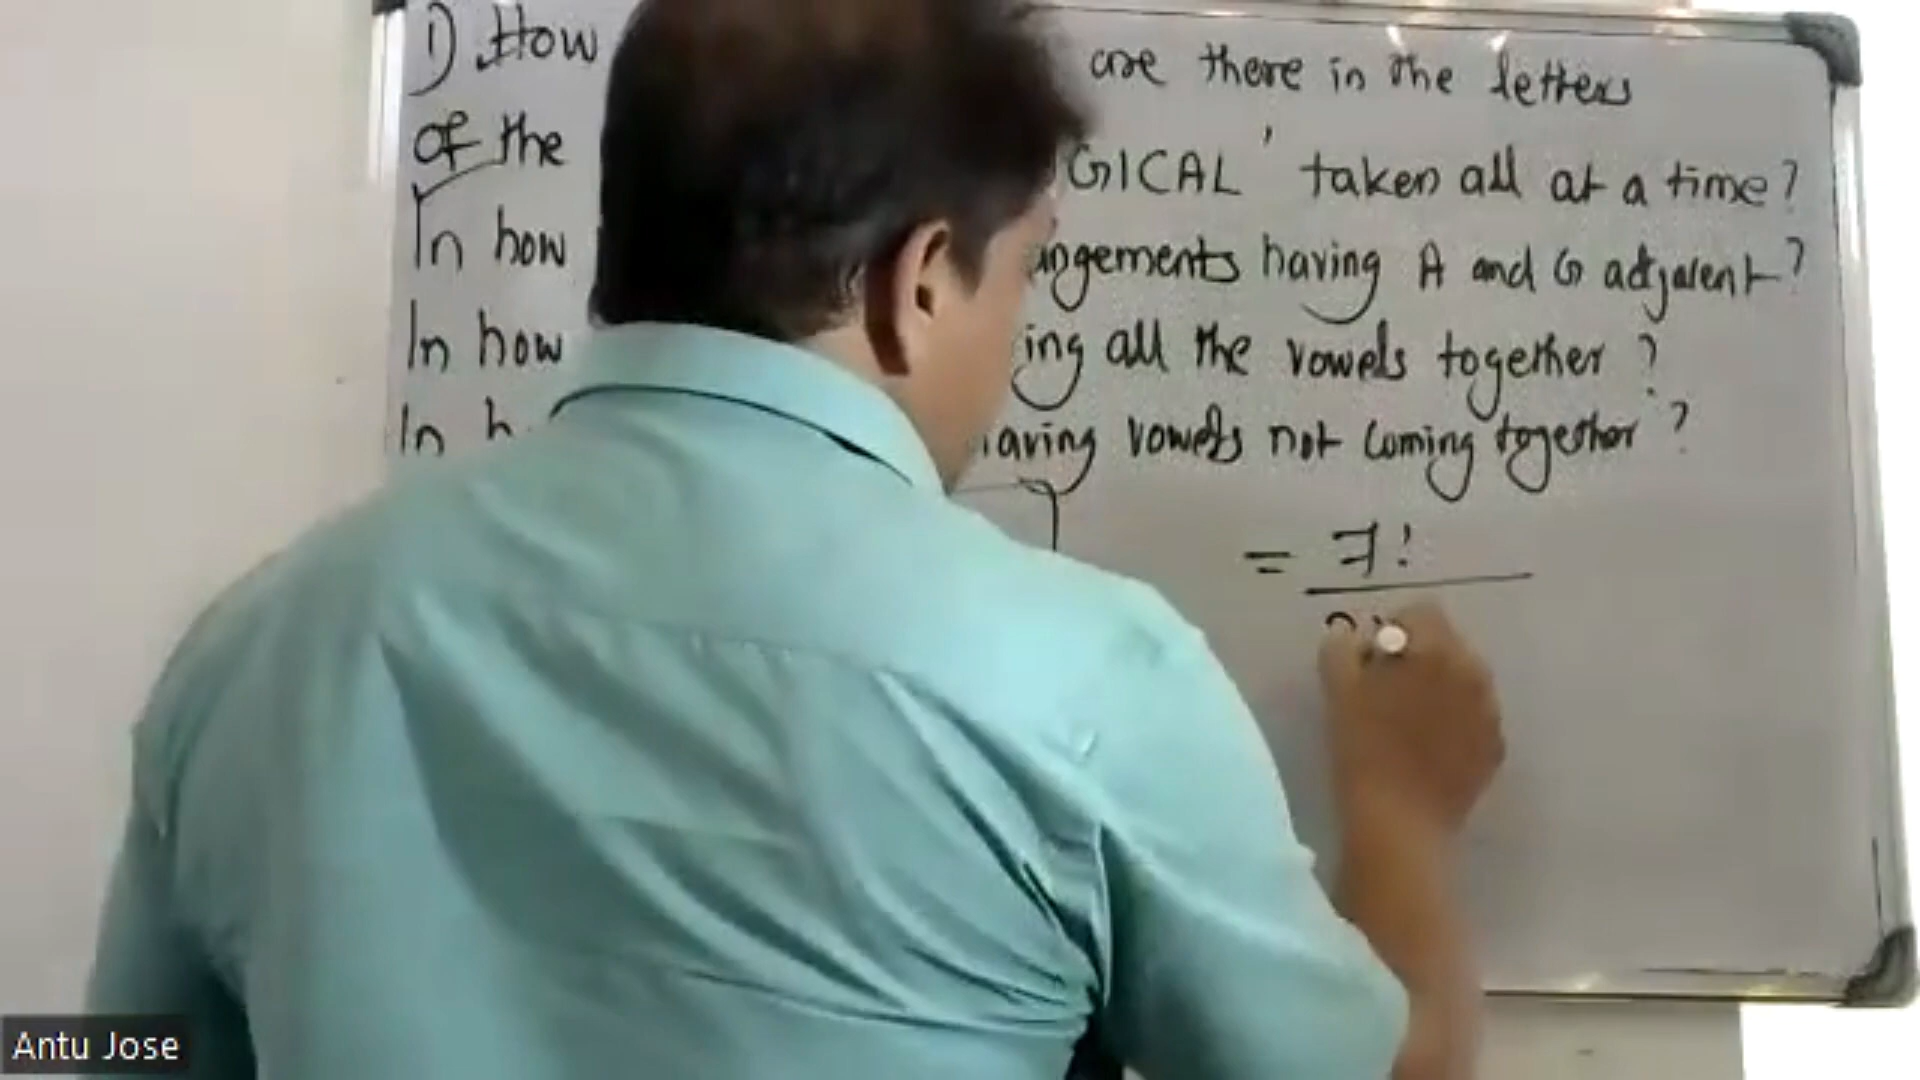 1) How are there in the letters
of the GICAL' taken all at a time?
In how angements having A and G adjacent?
In how ing all the vowels together?
In h aving vowels not coming together?
= 7!
Antu Jose